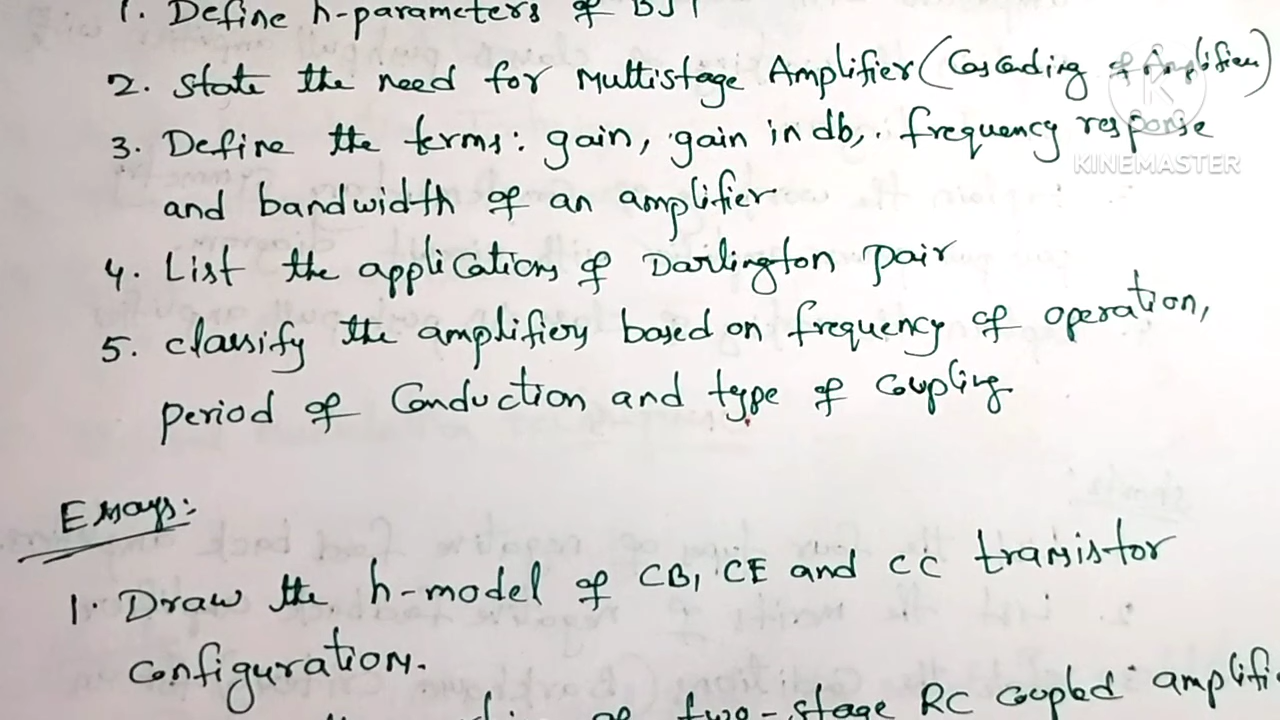 1. Define h-parameters of BJT
2. State the need for Multistage Amplifier (Cascading of Amplifier)
3. Define the terms: gain, gain in db, frequency response
and bandwidth of an amplifier
4. List the applications of Darlington pair
5. classify the amplifiers based on frequency of operation,
period of Conduction and type of Coupling
Essays:
1. Draw the h-model of CB, CE and CC transistor
configuration.
of two-stage RC coupled amplifie
KINEMASTER